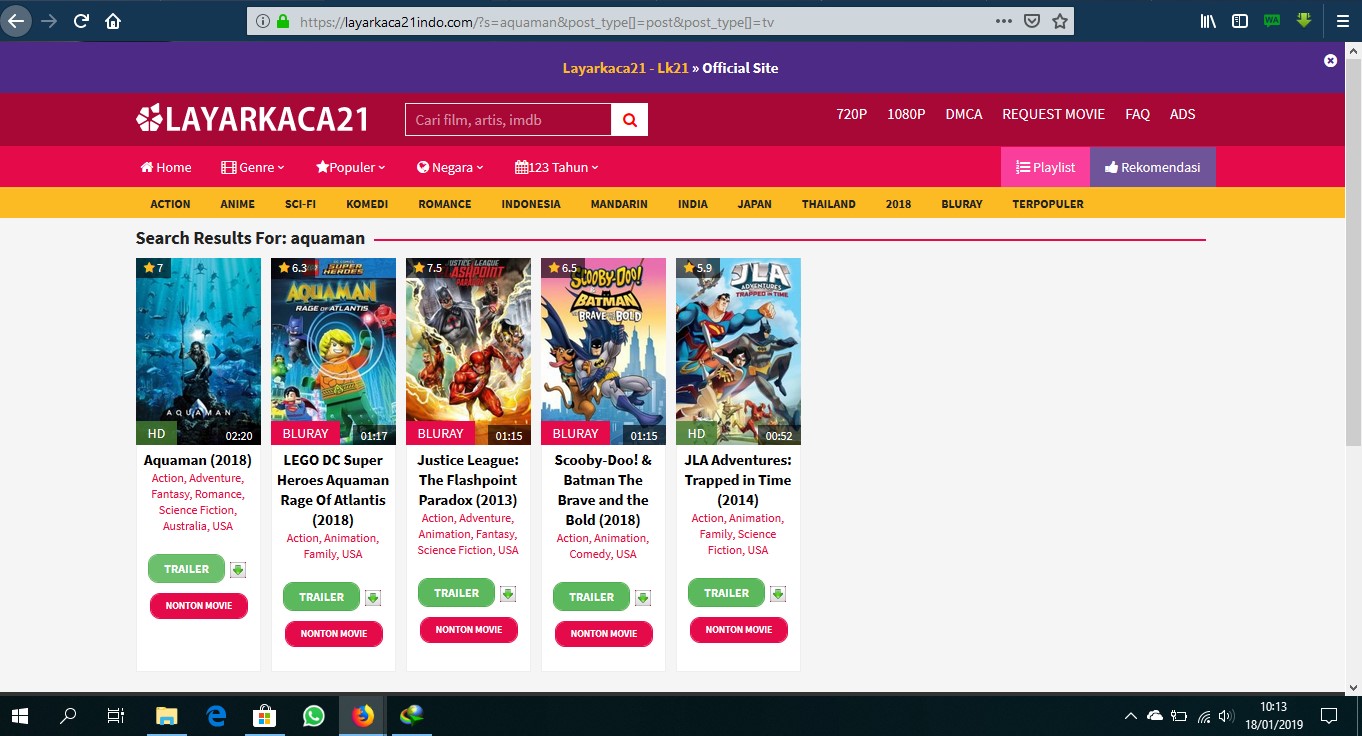 https://layarkaca21indo.com/?s=aquaman&post_type[]=post&post_type[]=tv
WA
Layarkaca21 - Lk21 » Official Site
LAYARKACA21
Cari film, artis, imdb
720P 1080P DMCA REQUEST MOVIE FAQ ADS
Home Genre Populer Negara 123 Tahun Playlist Rekomendasi
ACTION ANIME SCI-FI KOMEDI ROMANCE INDONESIA MANDARIN INDIA JAPAN THAILAND 2018 BLURAY TERPOPULER
Search Results For: aquaman
7
AQUAMAN
HD 02:20
Aquaman (2018)
Action, Adventure,
Fantasy, Romance,
Science Fiction,
Australia, USA
TRAILER
NONTON MOVIE
6.3
SUPER HEROES
AQUAMAN
RAGE OF ATLANTIS
BLURAY 01:17
LEGO DC Super
Heroes Aquaman
Rage Of Atlantis
(2018)
Action, Animation,
Family, USA
TRAILER
NONTON MOVIE
7.5
JUSTICE LEAGUE
PARADOX
BLURAY 01:15
Justice League:
The Flashpoint
Paradox (2013)
Action, Adventure,
Animation, Fantasy,
Science Fiction, USA
TRAILER
NONTON MOVIE
6.5
SCOOBY-DOO!
BATMAN
BRAVE AND THE BOLD
BLURAY 01:15
Scooby-Doo! &
Batman The
Brave and the
Bold (2018)
Action, Animation,
Comedy, USA
TRAILER
NONTON MOVIE
5.9
JLA
ADVENTURES
TRAPPED IN TIME
HD 00:52
JLA Adventures:
Trapped in Time
(2014)
Action, Animation,
Family, Science
Fiction, USA
TRAILER
NONTON MOVIE
10:13
18/01/2019